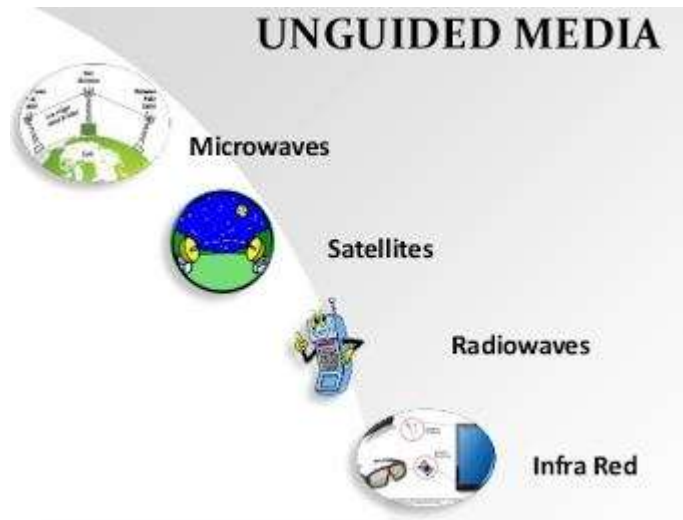 UNGUIDED MEDIA
Microwaves
Satellites
Radiowaves
Infra Red